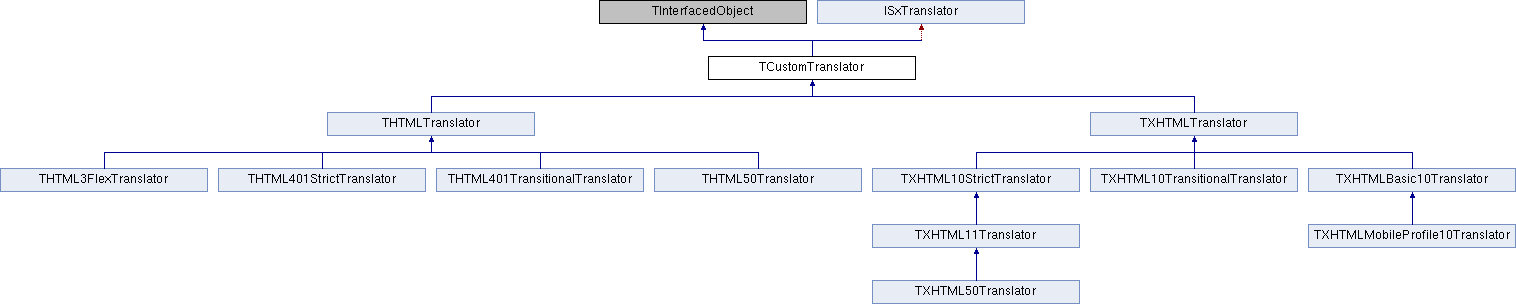 TInterfacedObject
ISxTranslator
TCustomTranslator
THTMLTranslator
TXHTMLTranslator
THTML3FlexTranslator
THTML401StrictTranslator
THTML401TransitionalTranslator
THTML50Translator
TXHTML10StrictTranslator
TXHTML10TransitionalTranslator
TXHTMLBasic10Translator
TXHTML11Translator
TXHTMLMobileProfile10Translator
TXHTML50Translator